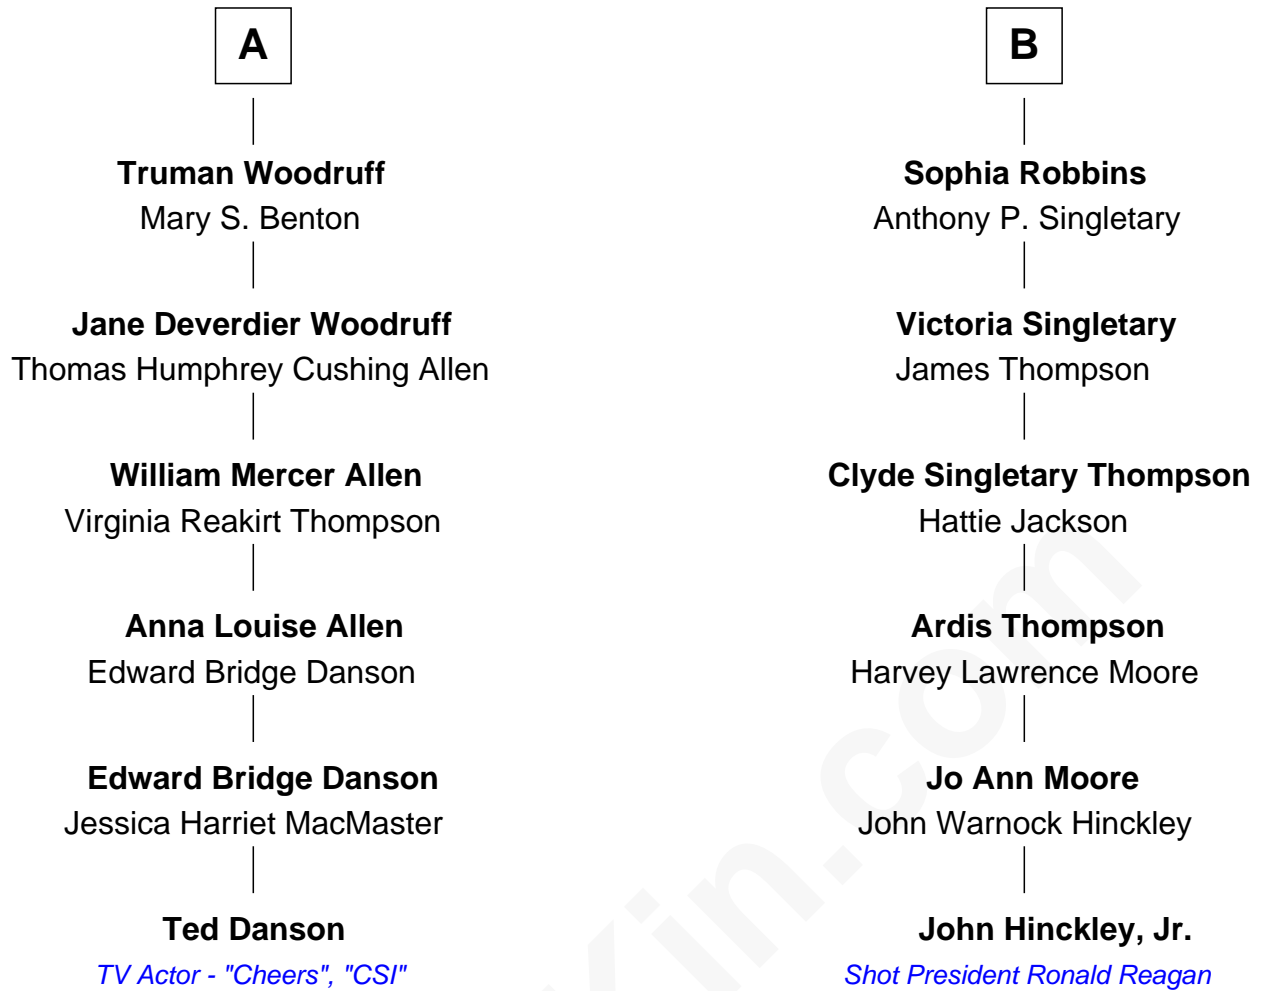 A
B
Truman Woodruff
Mary S. Benton
Sophia Robbins
Anthony P. Singletary
Jane Deverdier Woodruff
Thomas Humphrey Cushing Allen
Victoria Singletary
James Thompson
William Mercer Allen
Virginia Reakirt Thompson
Clyde Singletary Thompson
Hattie Jackson
Anna Louise Allen
Edward Bridge Danson
Ardis Thompson
Harvey Lawrence Moore
Edward Bridge Danson
Jessica Harriet MacMaster
Jo Ann Moore
John Warnock Hinckley
Ted Danson
TV Actor - "Cheers", "CSI"
John Hinckley, Jr.
Shot President Ronald Reagan
Kin.com